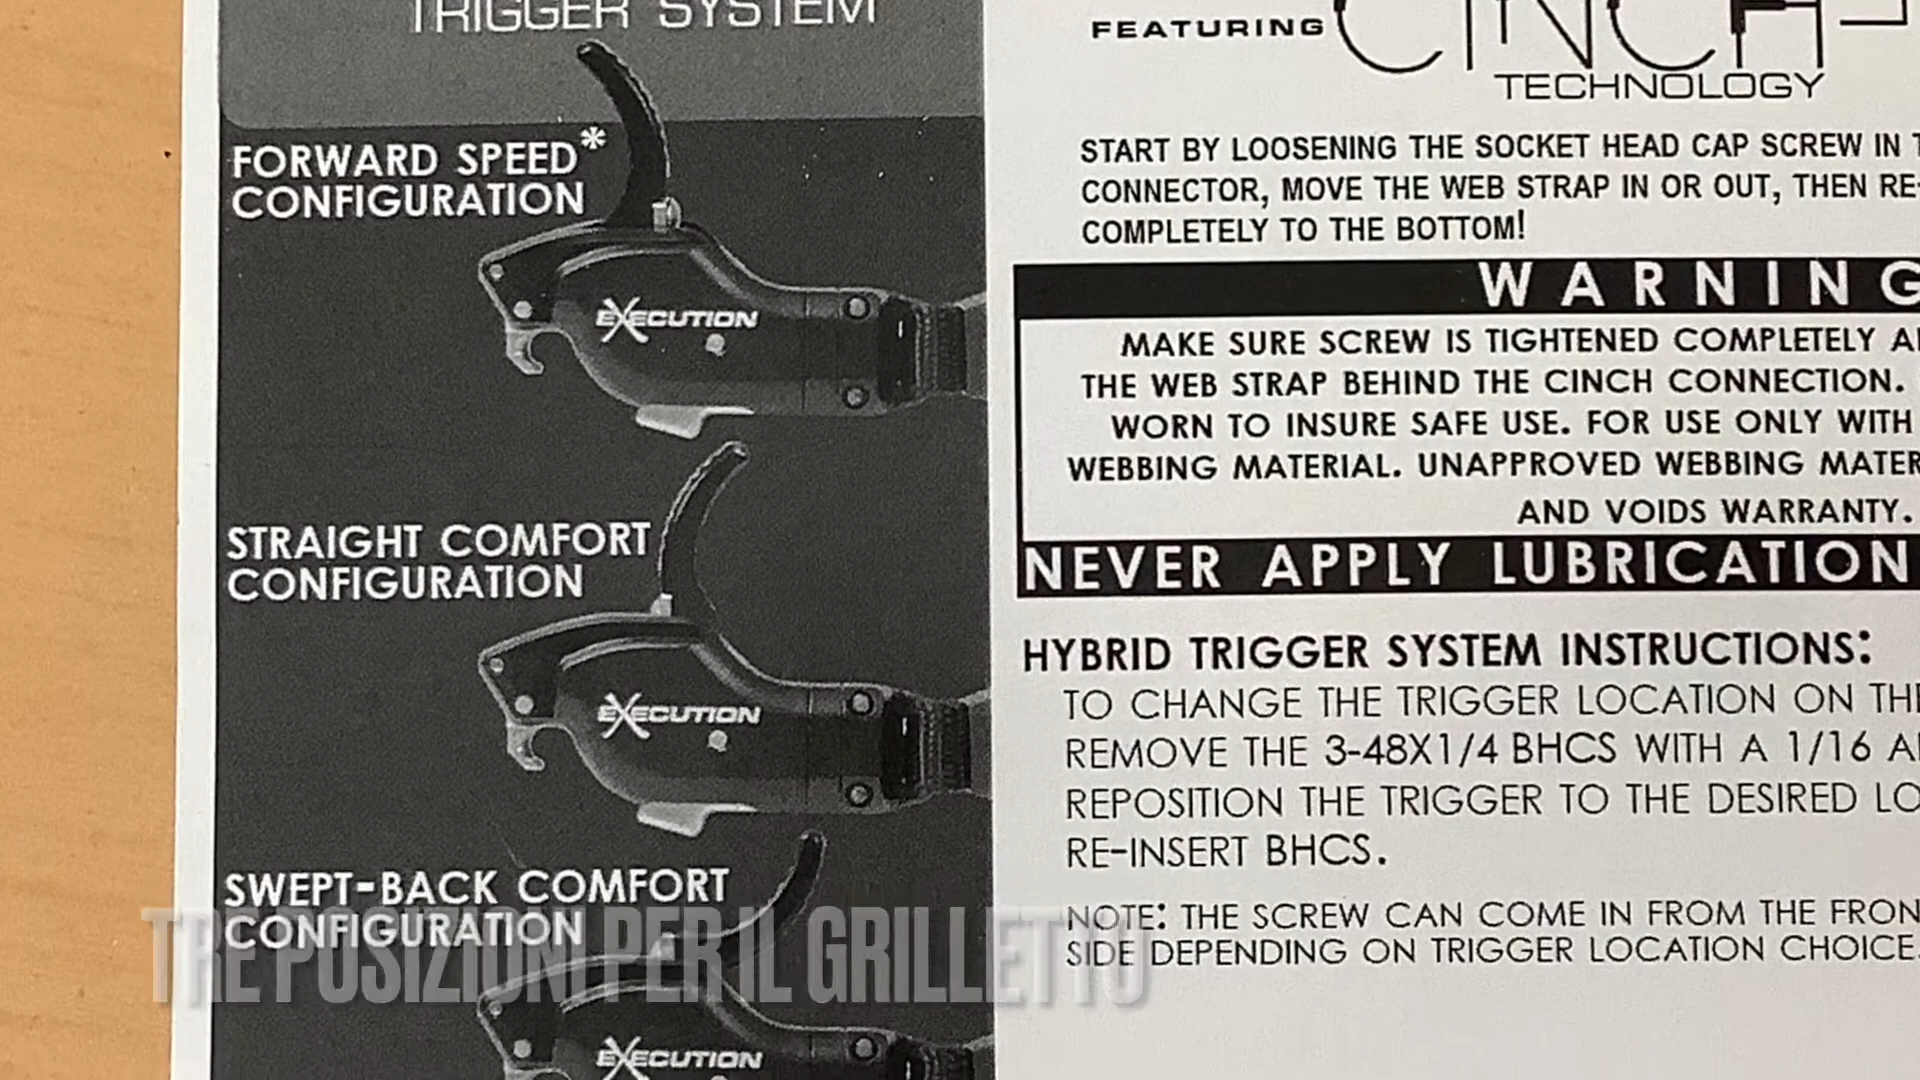 TRIGGER SYSTEM
FORWARD SPEED*
CONFIGURATION
EXECUTION
STRAIGHT COMFORT
CONFIGURATION
EXECUTION
SWEPT-BACK COMFORT
CONFIGURATION
EXECUTION
FEATURING CINCH
TECHNOLOGY
START BY LOOSENING THE SOCKET HEAD CAP SCREW IN
CONNECTOR, MOVE THE WEB STRAP IN OR OUT, THEN RE-
COMPLETELY TO THE BOTTOM!
WARNING
MAKE SURE SCREW IS TIGHTENED COMPLETELY
THE WEB STRAP BEHIND THE CINCH CONNECTION.
WORN TO INSURE SAFE USE. FOR USE ONLY WITH
WEBBING MATERIAL. UNAPPROVED WEBBING MATER
AND VOIDS WARRANTY.
NEVER APPLY LUBRICATION
HYBRID TRIGGER SYSTEM INSTRUCTIONS:
TO CHANGE THE TRIGGER LOCATION ON THE
REMOVE THE 3-48X1/4 BHCS WITH A 1/16
REPOSITION THE TRIGGER TO THE DESIRED LO
RE-INSERT BHCS.
NOTE: THE SCREW CAN COME IN FROM THE FRON
SIDE DEPENDING ON TRIGGER LOCATION CHOICE.
TRE POSIZIONI PER IL GRILLETTO